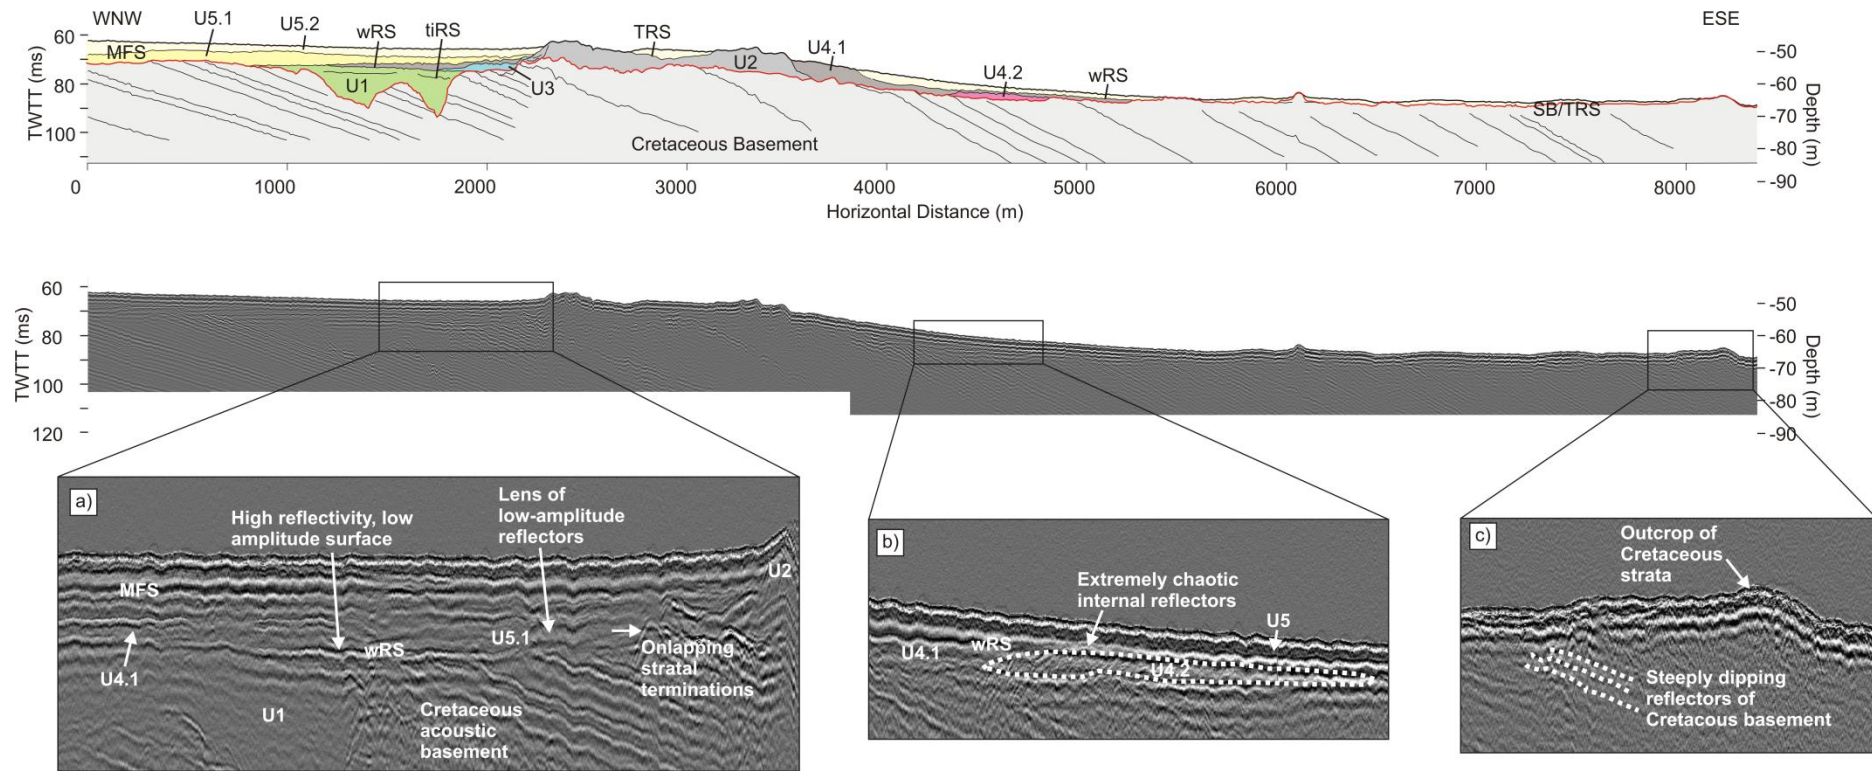 WNW
U5.1
U5.2
wRS
tiRS
TRS
U4.1
ESE
MFS
U1
U3
U2
U4.2
wRS
SB/TRS
Cretaceous Basement
TWTT (ms)
60
80
100
Depth (m)
-50
-60
-70
-80
-90
0 1000 2000 3000 4000 5000 6000 7000 8000
Horizontal Distance (m)
TWTT (ms)
60
80
100
120
Depth (m)
-50
-60
-70
-80
-90
a)
High reflectivity, low
amplitude surface
Lens of
low-amplitude
reflectors
MFS
U2
U4.1
wRS
U5.1
Onlapping
stratal
terminations
U1
Cretaceous
acoustic
basement
b)
Extremely chaotic
internal reflectors
U5
U4.1
wRS
U4.2
c)
Outcrop of
Cretaceous
strata
Steeply dipping
reflectors of
Cretacous basement